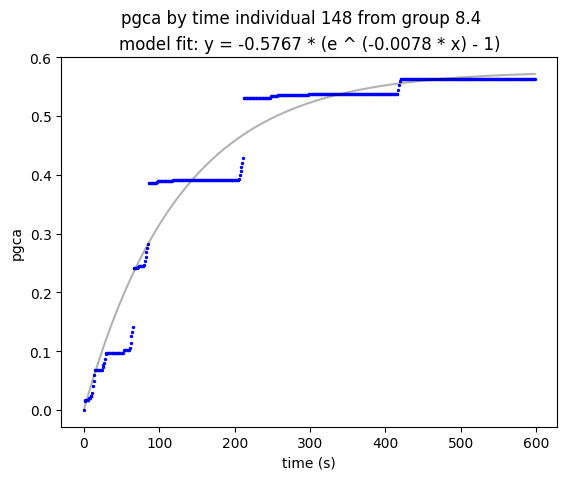 pgca by time individual 148 from group 8.4
model fit: y = -0.5767 * (e ^ (-0.0078 * x) - 1)
0.6
0.5
0.4
0.3
0.2
0.1
0.0
pgca
0 100 200 300 400 500 600
time (s)